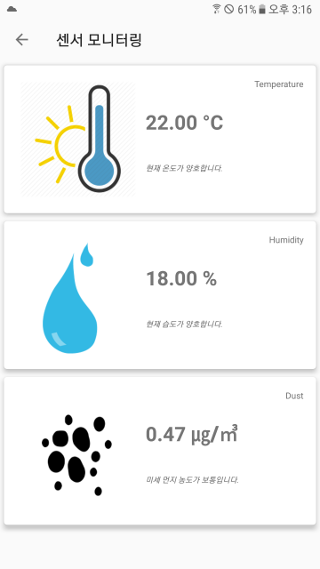 61% 오후 3:16
센서 모니터링
Temperature
22.00 °C
현재 온도가 양호합니다.
Humidity
18.00 %
현재 습도가 양호합니다.
Dust
0.47 ㎍/㎥
미세 먼지 농도가 보통입니다.